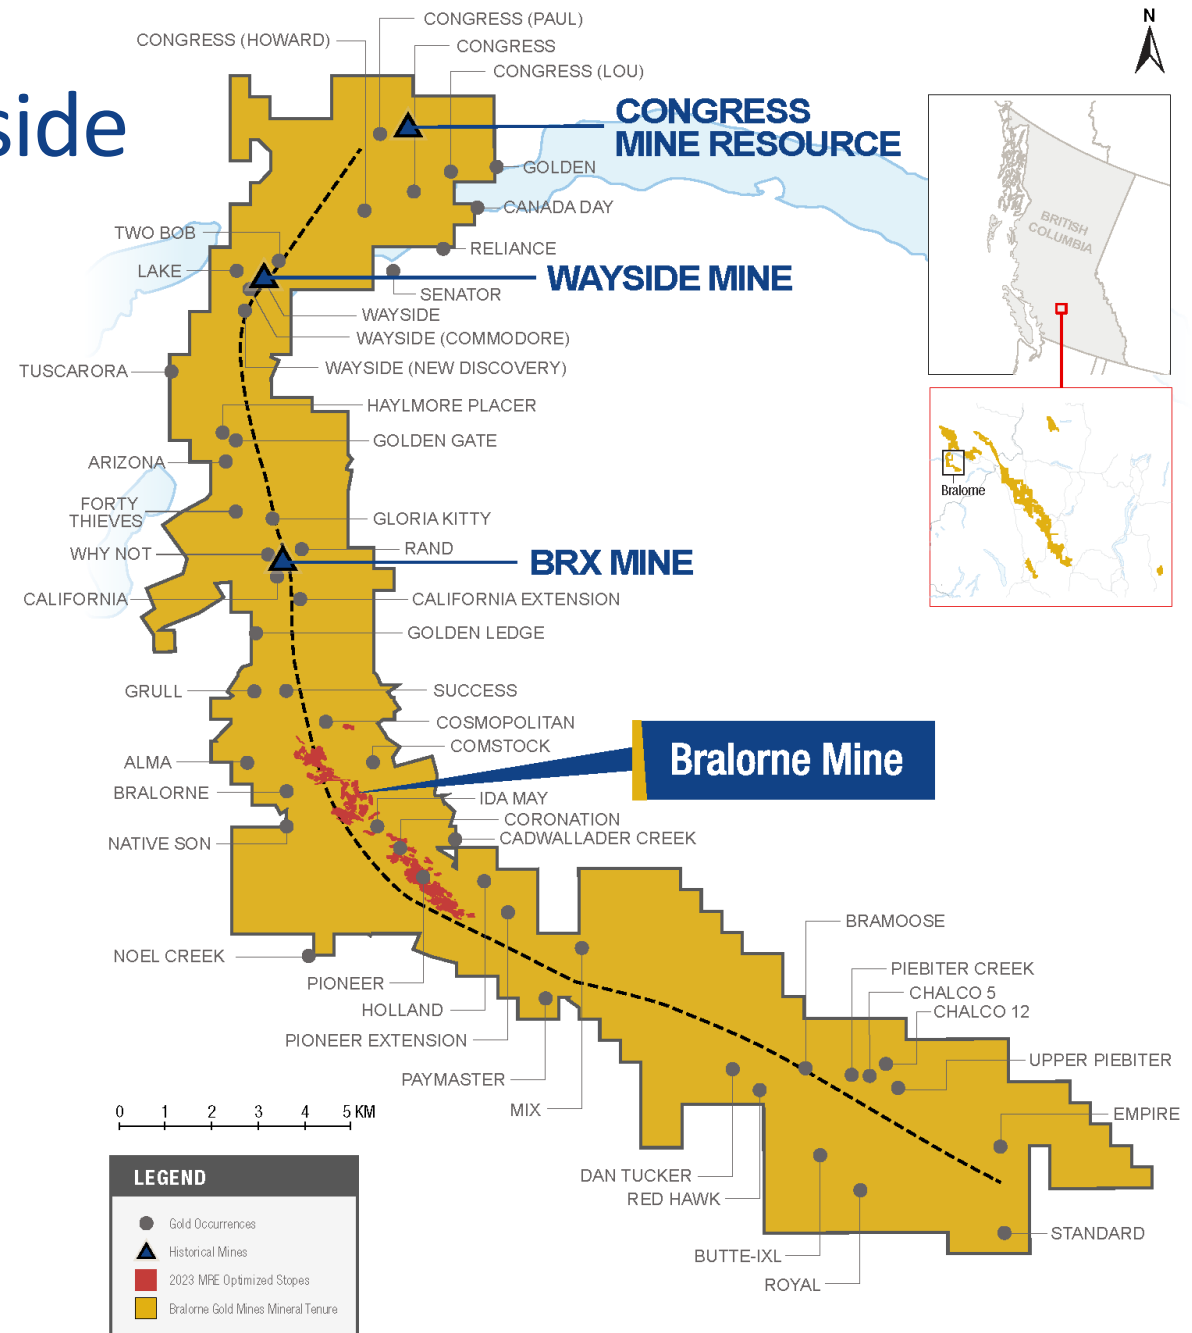 side
N
CONGRESS (PAUL)
CONGRESS (HOWARD)
CONGRESS
CONGRESS (LOU)
CONGRESS
MINE RESOURCE
GOLDEN
CANADA DAY
TWO BOB
RELIANCE
LAKE
WAYSIDE MINE
SENATOR
WAYSIDE
WAYSIDE (COMMODORE)
TUSCARORA
WAYSIDE (NEW DISCOVERY)
HAYLMORE PLACER
GOLDEN GATE
ARIZONA
FORTY
THIEVES
GLORIA KITTY
WHY NOT
RAND
BRX MINE
CALIFORNIA
CALIFORNIA EXTENSION
GOLDEN LEDGE
GRULL
SUCCESS
COSMOPOLITAN
COMSTOCK
ALMA
Bralorne Mine
BRALORNE
IDA MAY
CORONATION
CADWALLADER CREEK
NATIVE SON
BRAMOOSE
NOEL CREEK
PIEBITER CREEK
PIONEER
CHALCO 5
HOLLAND
CHALCO 12
PIONEER EXTENSION
UPPER PIEBITER
PAYMASTER
MIX
EMPIRE
DAN TUCKER
RED HAWK
STANDARD
BUTTE-IXL
ROYAL
BRITISH
COLUMBIA
Bralorne
0 1 2 3 4 5 KM
LEGEND
Gold Occurrences
Historical Mines
2023 MRE Optimized Stopes
Bralorne Gold Mines Mineral Tenure